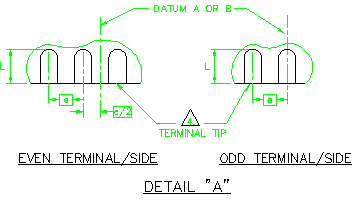 DATUM A OR B
L
L
e
e
e/2
4
TERMINAL TIP
EVEN TERMINAL/SIDE
ODD TERMINAL/SIDE
DETAIL "A"